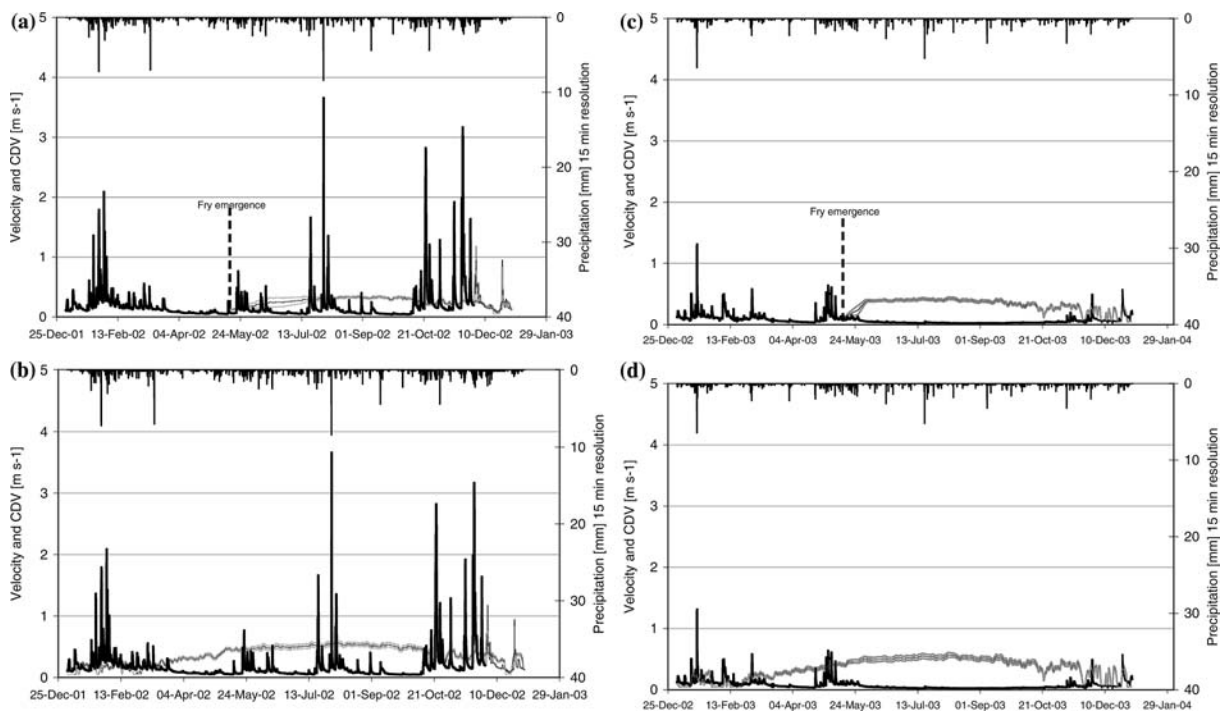 (a)
5
4
3
2
1
0
Velocity and CDV [m s-1]
0
10
20
30
40
Precipitation [mm] 15 min resolution
Fry emergence
25-Dec-01 13-Feb-02 04-Apr-02 24-May-02 13-Jul-02 01-Sep-02 21-Oct-02 10-Dec-02 29-Jan-03
(c)
5
4
3
2
1
0
Velocity and CDV [m s-1]
0
10
20
30
40
Precipitation [mm] 15 min resolution
Fry emergence
25-Dec-02 13-Feb-03 04-Apr-03 24-May-03 13-Jul-03 01-Sep-03 21-Oct-03 10-Dec-03 29-Jan-04
(b)
5
4
3
2
1
0
Velocity and CDV [m s-1]
0
10
20
30
40
Precipitation [mm] 15 min resolution
25-Dec-01 13-Feb-02 04-Apr-02 24-May-02 13-Jul-02 01-Sep-02 21-Oct-02 10-Dec-02 29-Jan-03
(d)
5
4
3
2
1
0
Velocity and CDV [m s-1]
0
10
20
30
40
Precipitation [mm] 15 min resolution
25-Dec-02 13-Feb-03 04-Apr-03 24-May-03 13-Jul-03 01-Sep-03 21-Oct-03 10-Dec-03 29-Jan-04